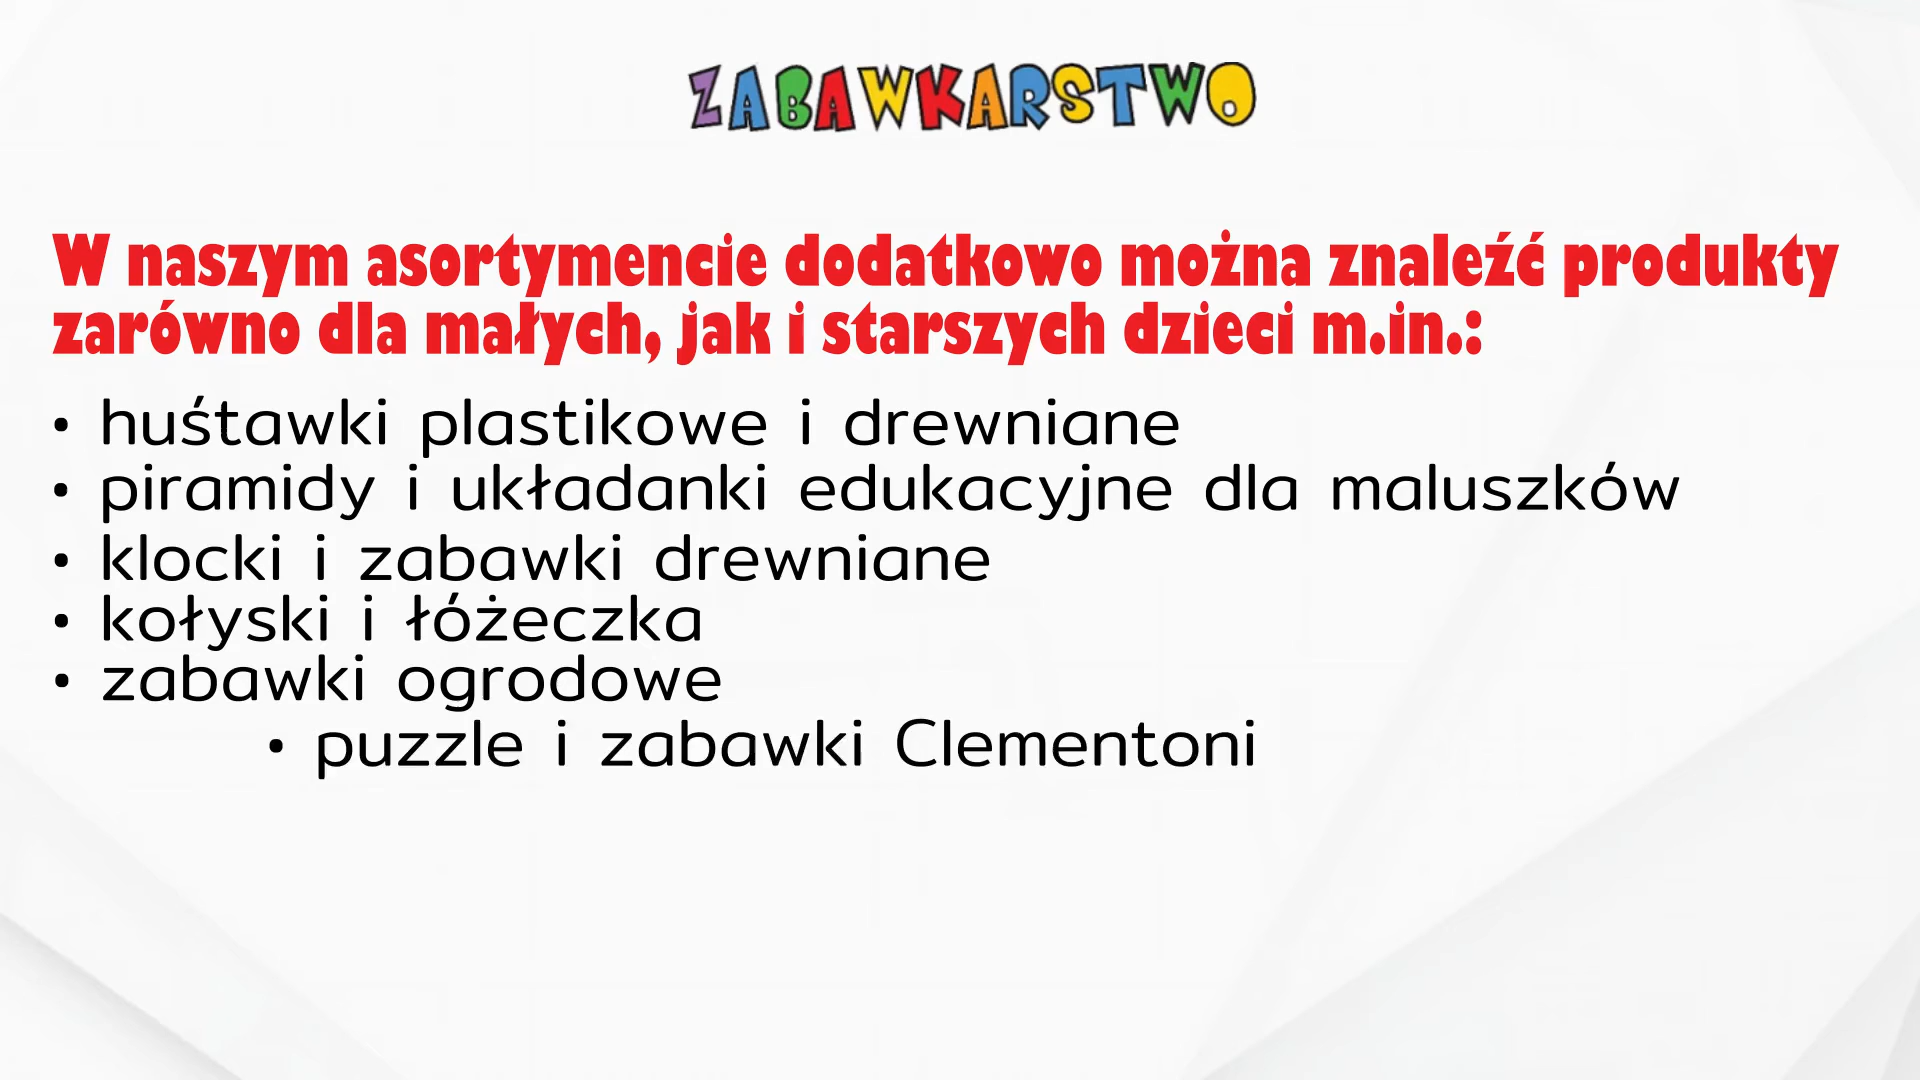 ZABAWKARSTWO
W naszym asortymencie dodatkowo można znaleźć produkty
zarówno dla małych, jak i starszych dzieci m.in.:
• huśtawki plastikowe i drewniane
• piramidy i układanki edukacyjne dla maluszków
• klocki i zabawki drewniane
• kołyski i łóżeczka
• zabawki ogrodowe
• puzzle i zabawki Clementoni